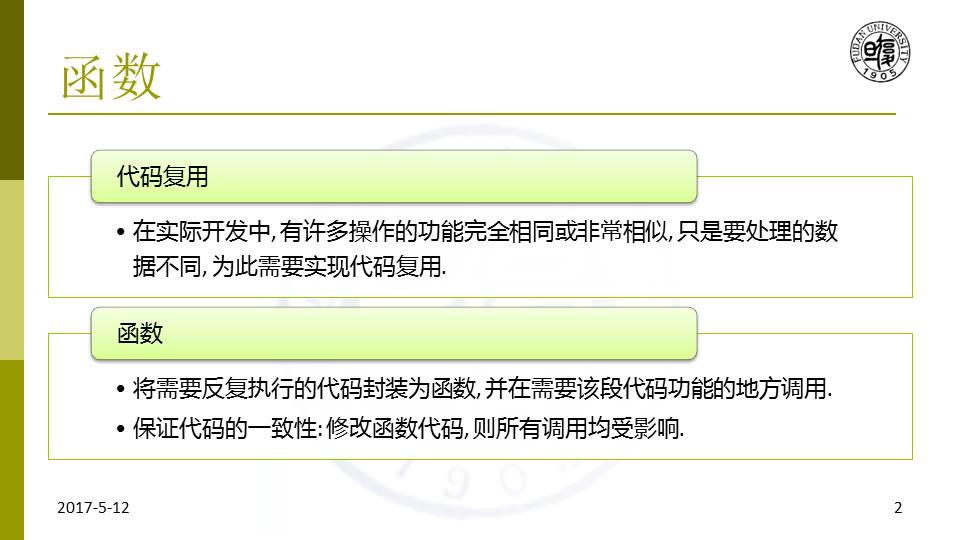 函数
FUDAN UNIVERSITY
1905
代码复用
• 在实际开发中, 有许多操作的功能完全相同或非常相似, 只是要处理的数
据不同, 为此需要实现代码复用.
函数
• 将需要反复执行的代码封装为函数, 并在需要该段代码功能的地方调用.
• 保证代码的一致性: 修改函数代码, 则所有调用均受影响.
2017-5-12
2